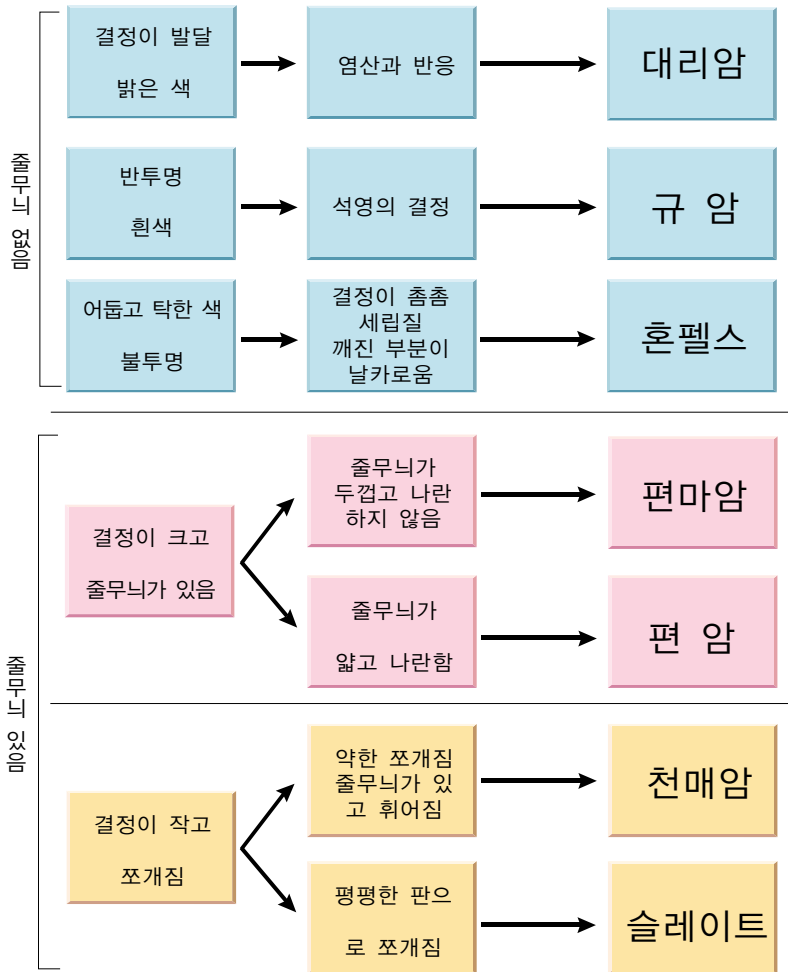 줄무늬 없음
결정이 발달
밝은 색
염산과 반응
대리암
반투명
흰색
석영의 결정
규 암
어둡고 탁한 색
불투명
결정이 촘촘
세립질
깨진 부분이
날카로움
혼펠스
줄무늬 있음
결정이 크고
줄무늬가 있음
줄무늬가
두껍고 나란
하지 않음
편마암
줄무늬가
얇고 나란함
편 암
결정이 작고
쪼개짐
약한 쪼개짐
줄무늬가 있
고 휘어짐
천매암
평평한 판으
로 쪼개짐
슬레이트